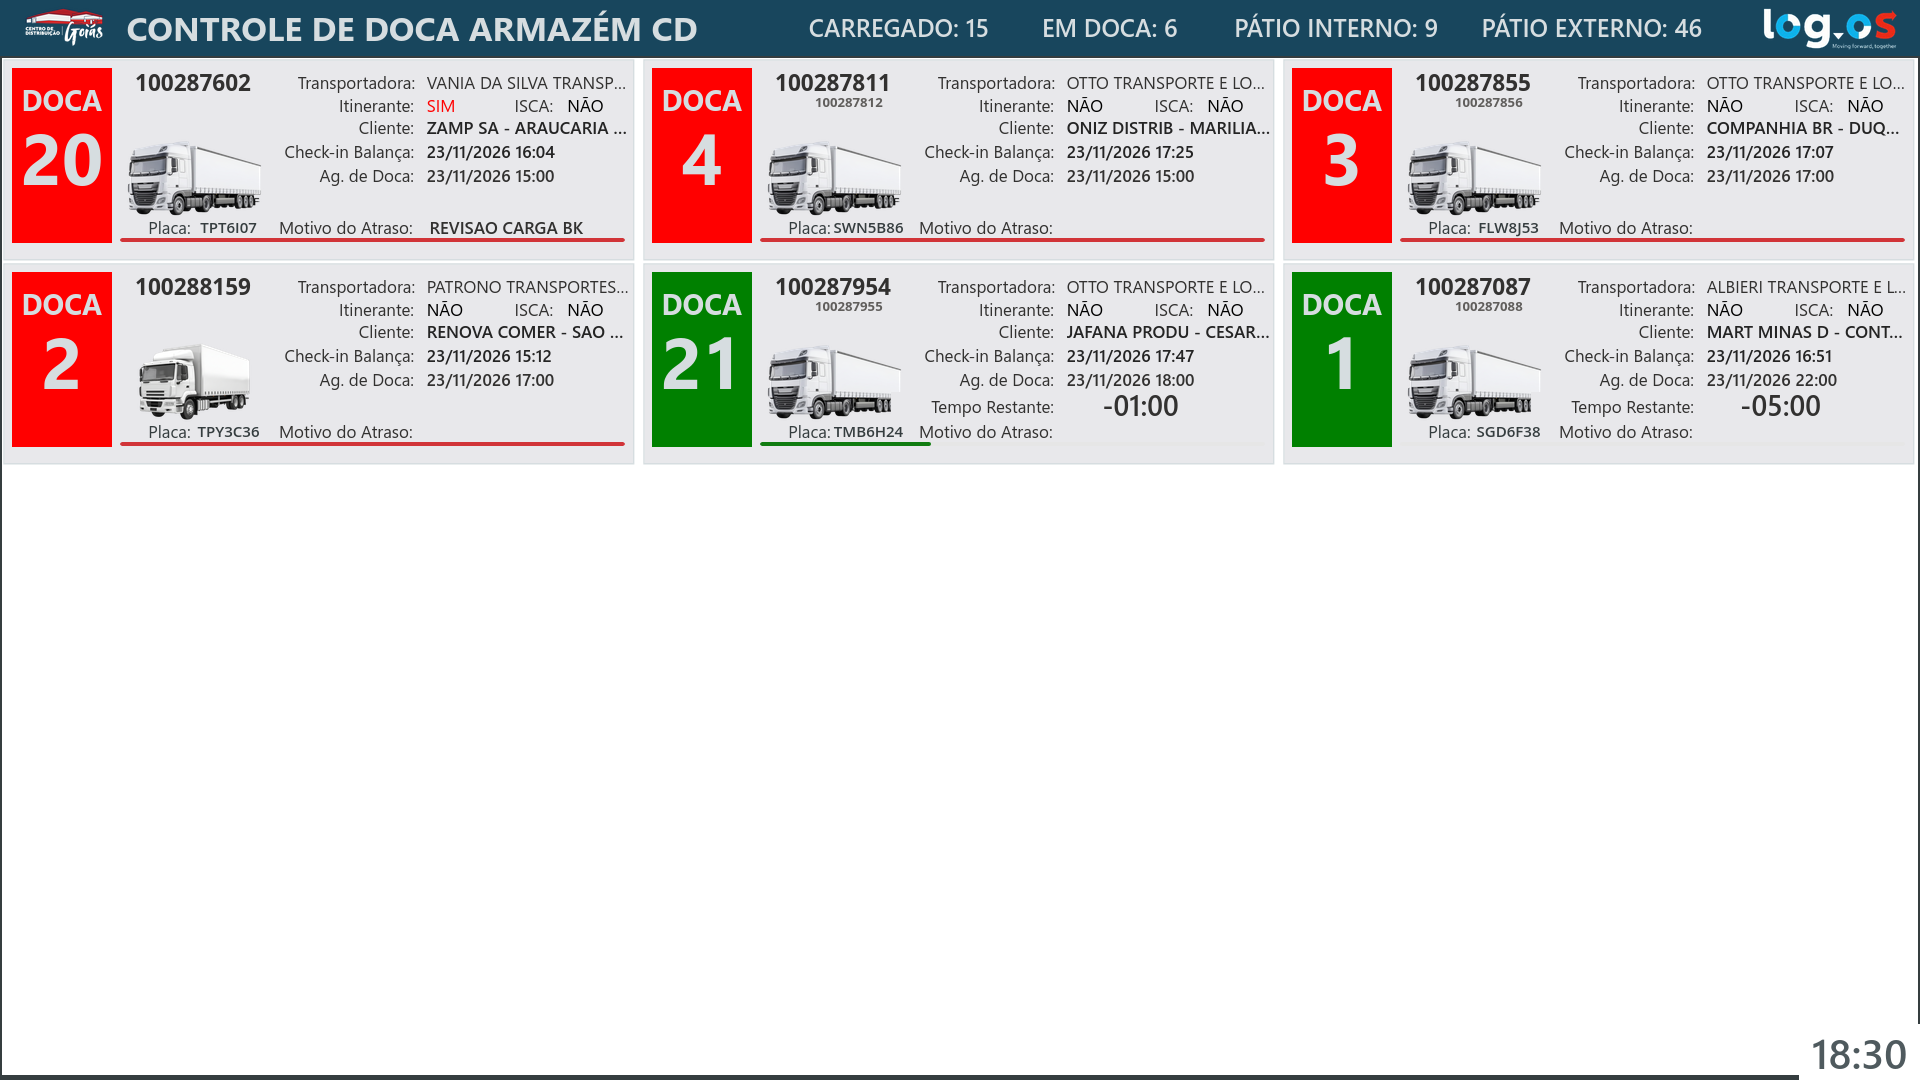 CENTRO DE DISTRIBUIÇÃO Goiás
CONTROLE DE DOCA ARMAZÉM CD
CARREGADO: 15
EM DOCA: 6
PÁTIO INTERNO: 9
PÁTIO EXTERNO: 46
log.os
Moving forward, together
DOCA
20
100287602
Transportadora: VANIA DA SILVA TRANSP...
Itinerante: SIM ISCA: NÃO
Cliente: ZAMP SA - ARAUCARIA ...
Check-in Balança: 23/11/2026 16:04
Ag. de Doca: 23/11/2026 15:00
Placa: TPT6I07 Motivo do Atraso: REVISAO CARGA BK
DOCA
4
100287811
100287812
Transportadora: OTTO TRANSPORTE E LO...
Itinerante: NÃO ISCA: NÃO
Cliente: ONIZ DISTRIB - MARILIA...
Check-in Balança: 23/11/2026 17:25
Ag. de Doca: 23/11/2026 15:00
Placa: SWN5B86 Motivo do Atraso:
DOCA
3
100287855
100287856
Transportadora: OTTO TRANSPORTE E LO...
Itinerante: NÃO ISCA: NÃO
Cliente: COMPANHIA BR - DUQ...
Check-in Balança: 23/11/2026 17:07
Ag. de Doca: 23/11/2026 17:00
Placa: FLW8J53 Motivo do Atraso:
DOCA
2
100288159
Transportadora: PATRONO TRANSPORTES...
Itinerante: NÃO ISCA: NÃO
Cliente: RENOVA COMER - SAO ...
Check-in Balança: 23/11/2026 15:12
Ag. de Doca: 23/11/2026 17:00
Placa: TPY3C36 Motivo do Atraso:
DOCA
21
100287954
100287955
Transportadora: OTTO TRANSPORTE E LO...
Itinerante: NÃO ISCA: NÃO
Cliente: JAFANA PRODU - CESAR...
Check-in Balança: 23/11/2026 17:47
Ag. de Doca: 23/11/2026 18:00
Tempo Restante: -01:00
Placa: TMB6H24 Motivo do Atraso:
DOCA
1
100287087
100287088
Transportadora: ALBIERI TRANSPORTE E L...
Itinerante: NÃO ISCA: NÃO
Cliente: MART MINAS D - CONT...
Check-in Balança: 23/11/2026 16:51
Ag. de Doca: 23/11/2026 22:00
Tempo Restante: -05:00
Placa: SGD6F38 Motivo do Atraso:
18:30